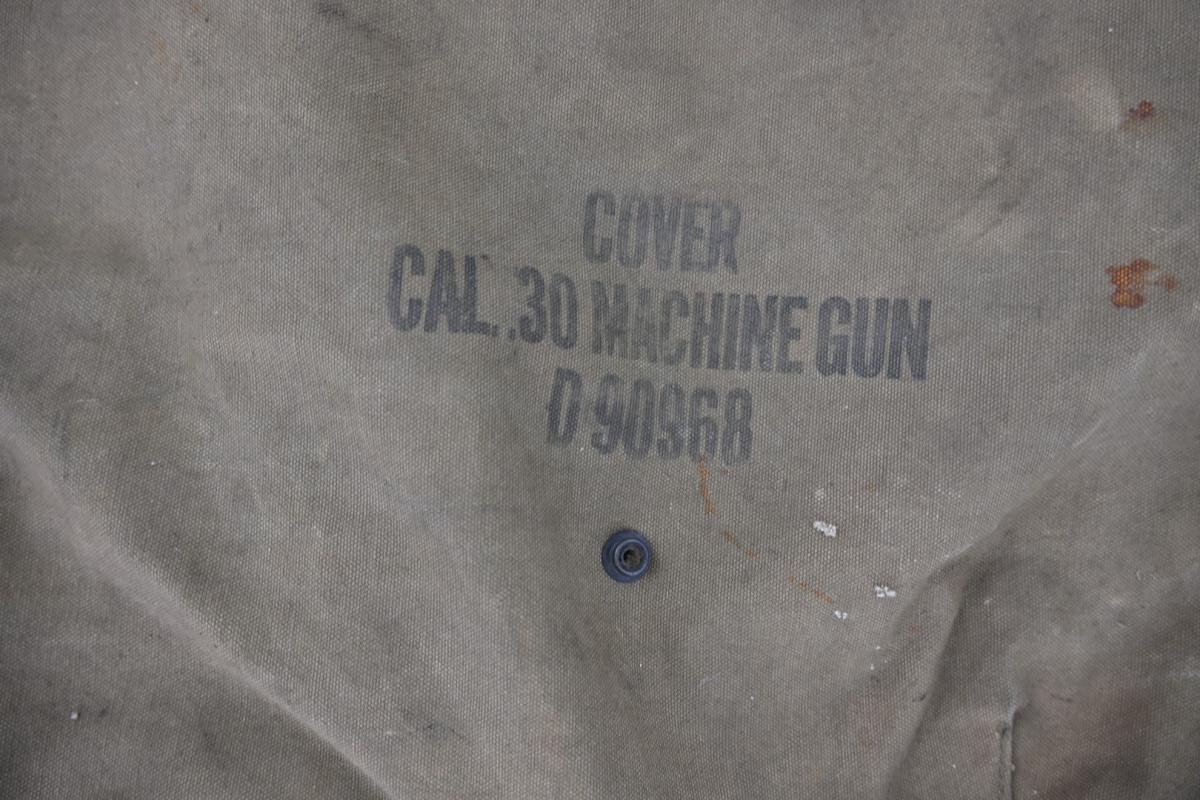 COVER
CAL. .30 MACHINE GUN
D 90968